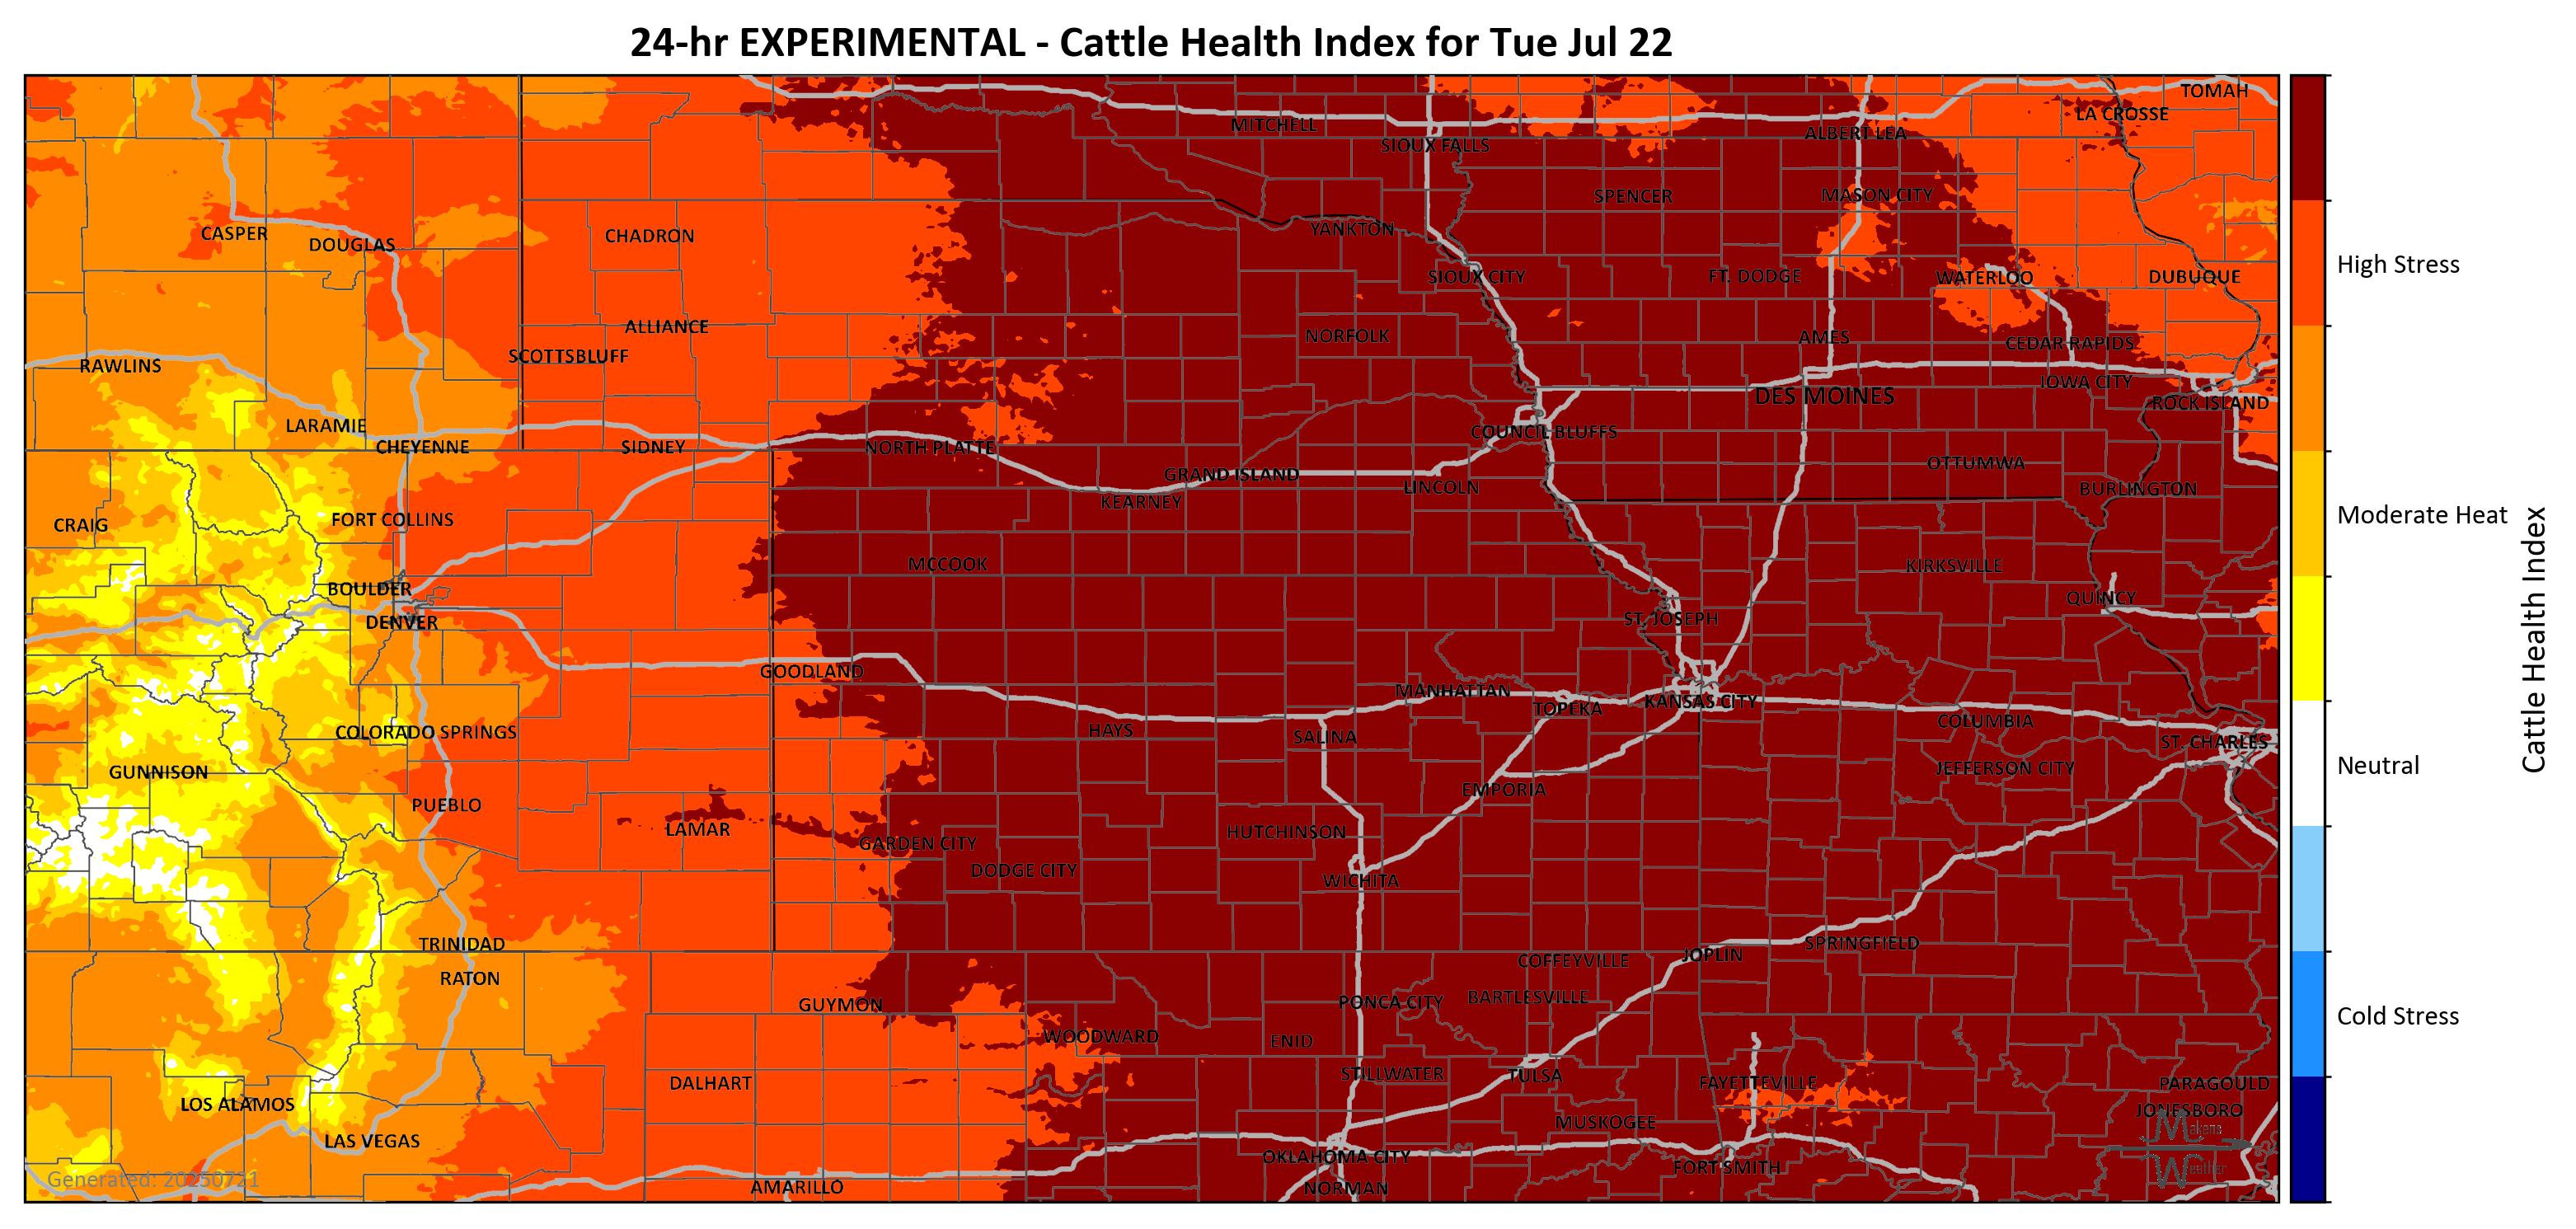 24-hr EXPERIMENTAL - Cattle Health Index for Tue Jul 22
TOMAH
LA CROSSE
MITCHELL
ALBERT LEA
SIOUX FALLS
SPENCER
MASON CITY
CASPER
DOUGLAS
CHADRON
YANKTON
SIOUX CITY
FT. DODGE
WATERLOO
DUBUQUE
High Stress
ALLIANCE
NORFOLK
AMES
CEDAR RAPIDS
SCOTTSBLUFF
RAWLINS
IOWA CITY
DES MOINES
ROCK ISLAND
LARAMIE
COUNCIL BLUFFS
CHEYENNE
SIDNEY
NORTH PLATTE
OTTUMWA
GRAND ISLAND
LINCOLN
BURLINGTON
KEARNEY
Moderate Heat
CRAIG
FORT COLLINS
MCCOOK
KIRKSVILLE
BOULDER
QUINCY
DENVER
ST. JOSEPH
Cattle Health Index
GOODLAND
MANHATTAN
KANSAS CITY
TOPEKA
COLUMBIA
COLORADO SPRINGS
HAYS
SALINA
ST. CHARLES
GUNNISON
JEFFERSON CITY
Neutral
EMPORIA
PUEBLO
LAMAR
HUTCHINSON
GARDEN CITY
DODGE CITY
WICHITA
TRINIDAD
SPRINGFIELD
JOPLIN
COFFEYVILLE
RATON
BARTLESVILLE
PONCA CITY
GUYMON
Cold Stress
WOODWARD
ENID
STILLWATER
TULSA
DALHART
FAYETTEVILLE
PARAGOULD
LOS ALAMOS
JONESBORO
MUSKOGEE
Makens
LAS VEGAS
OKLAHOMA CITY
FORT SMITH
Weather
Generated: 20250721
AMARILLO
NORMAN